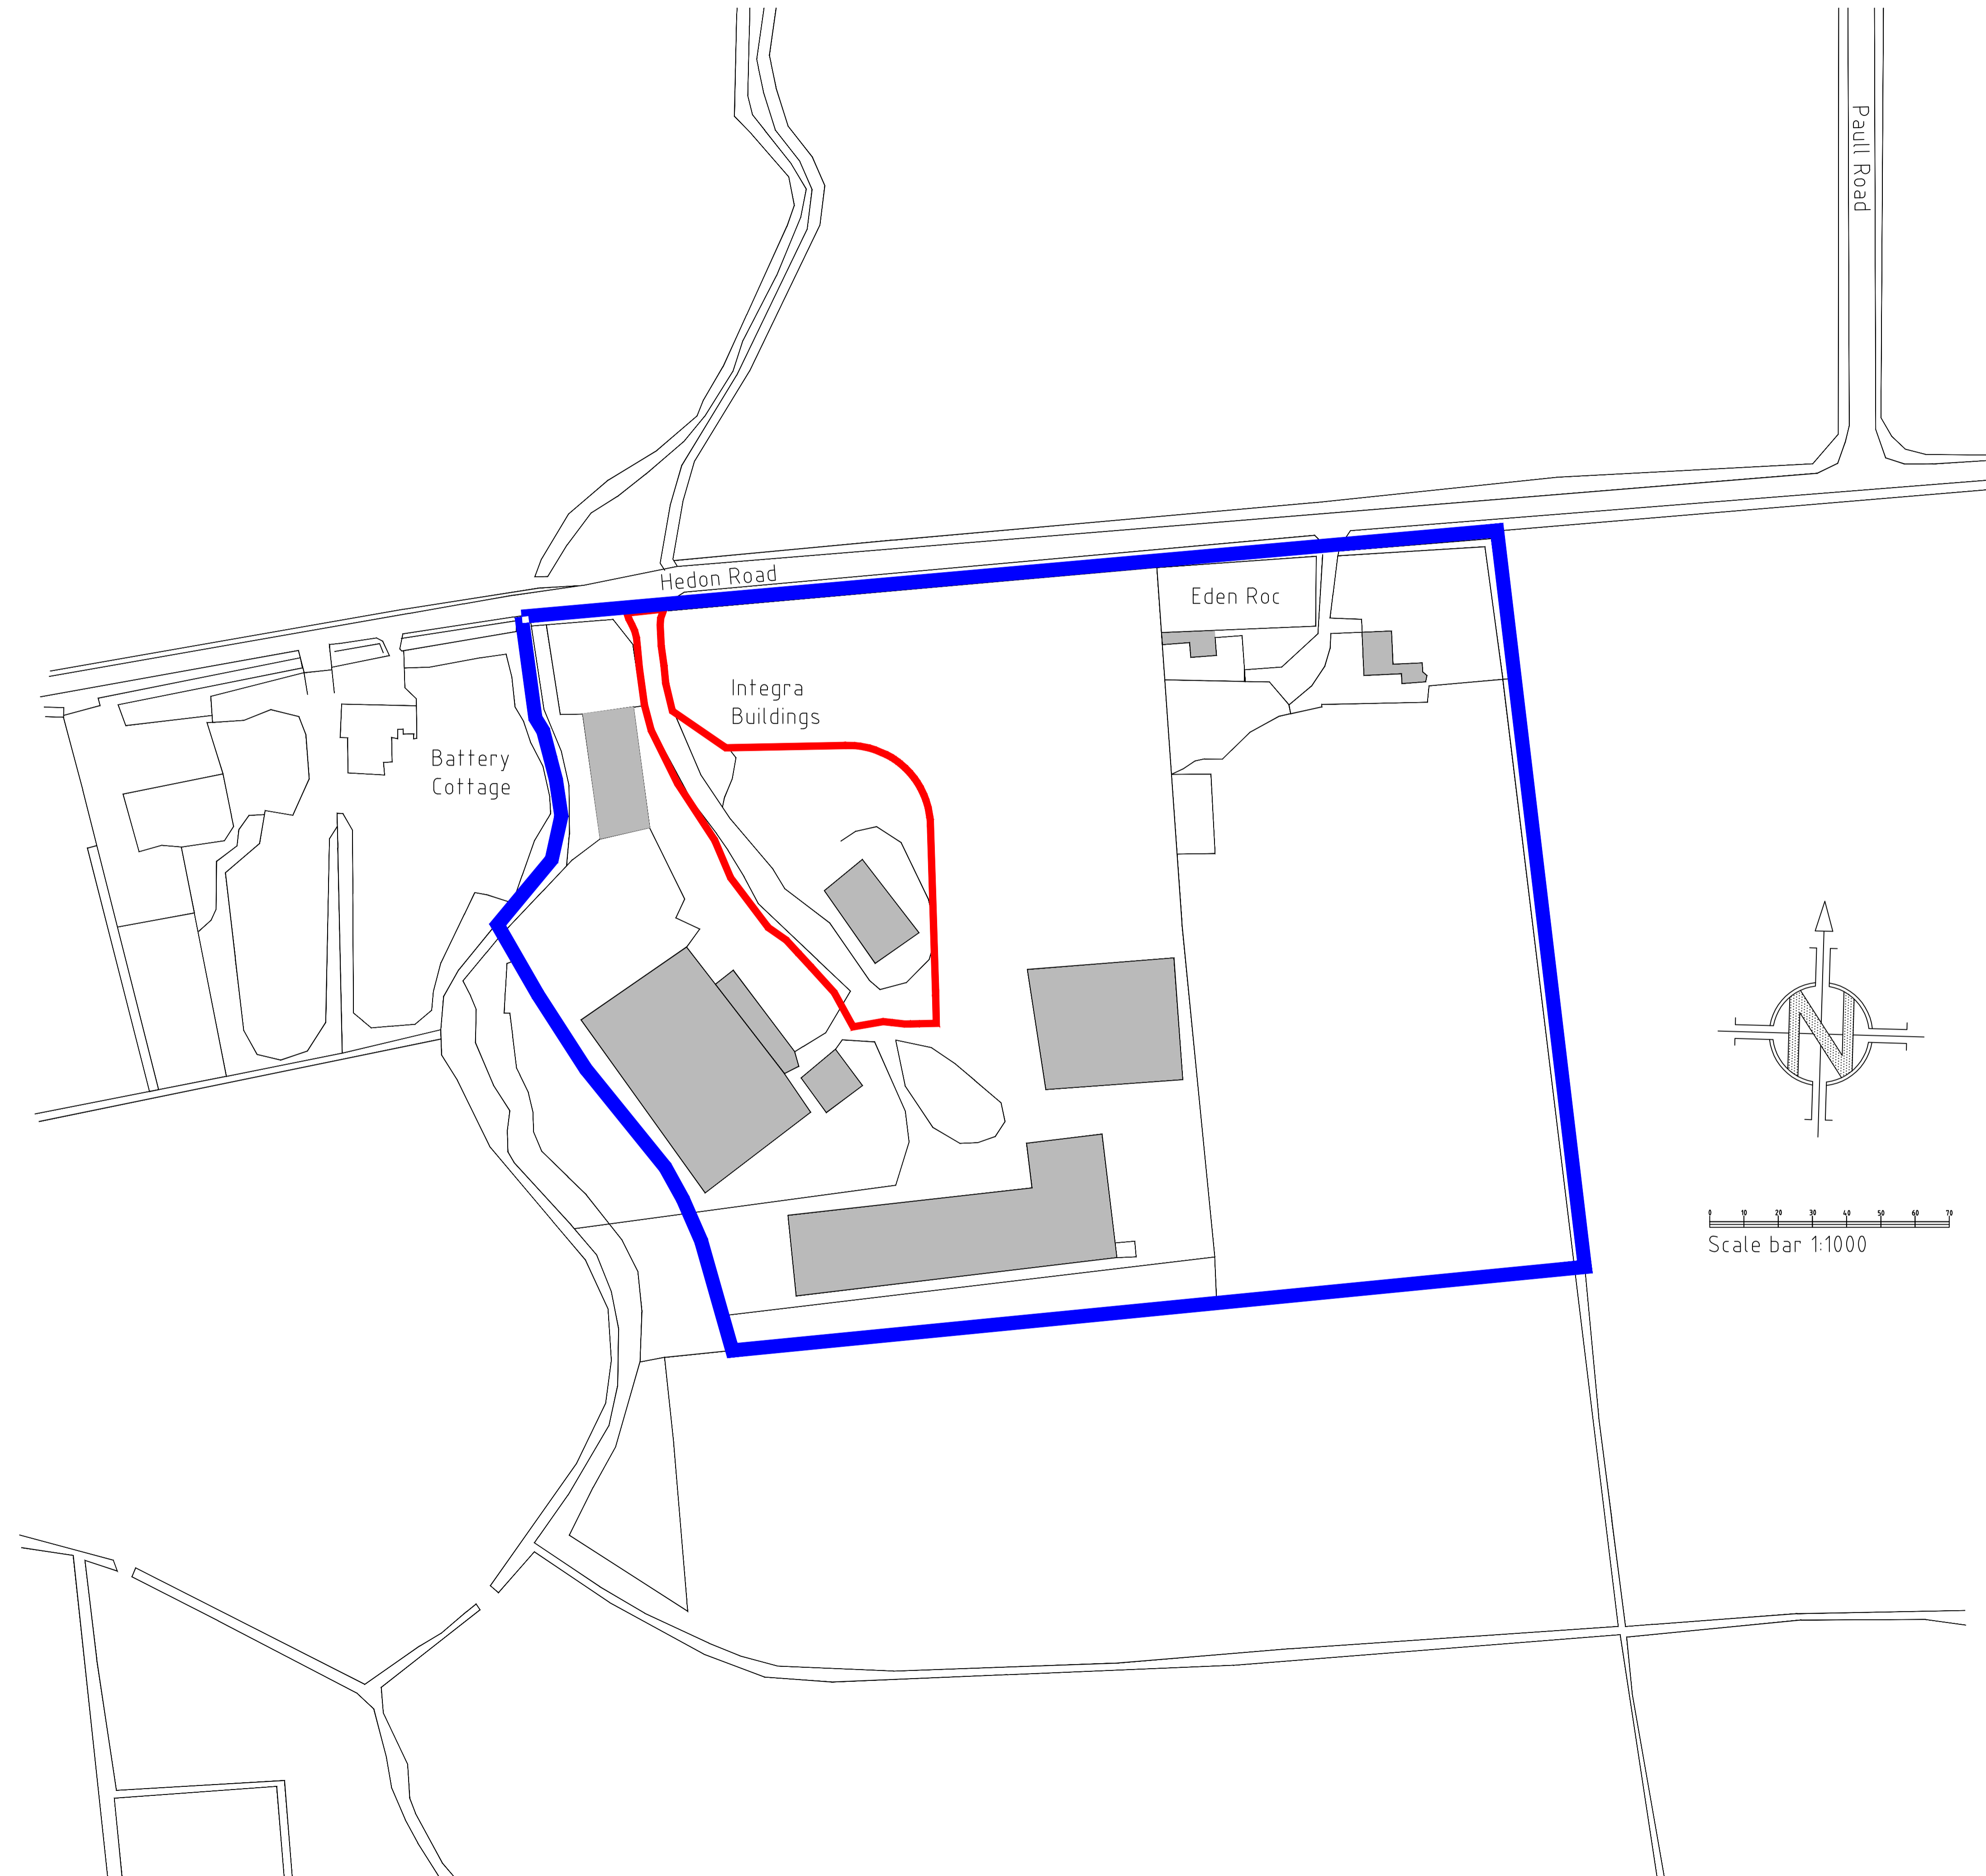 Paull Road
Hedon Road
Eden Roc
Integra
Buildings
Battery
Cottage
N
0 10 20 30 40 50 60 70
Scale bar 1:1000